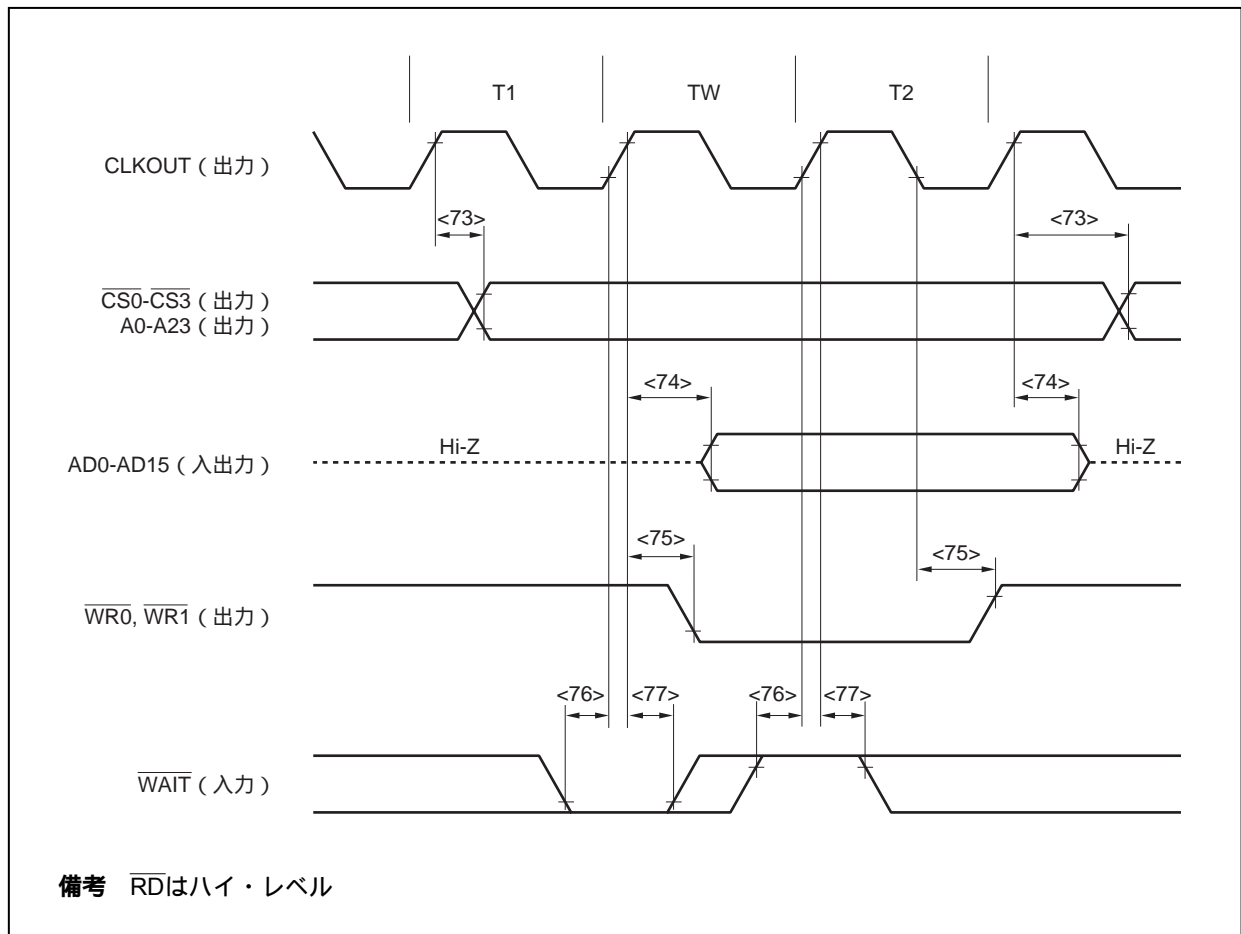 T1 TW T2
CLKOUT（出力）
<73> <73>
CS0-CS3（出力）
A0-A23（出力）
<74> <74>
AD0-AD15（入出力） Hi-Z Hi-Z
<75> <75>
WR0, WR1（出力）
<76> <77> <76> <77>
WAIT（入力）
備考 RDはハイ・レベル